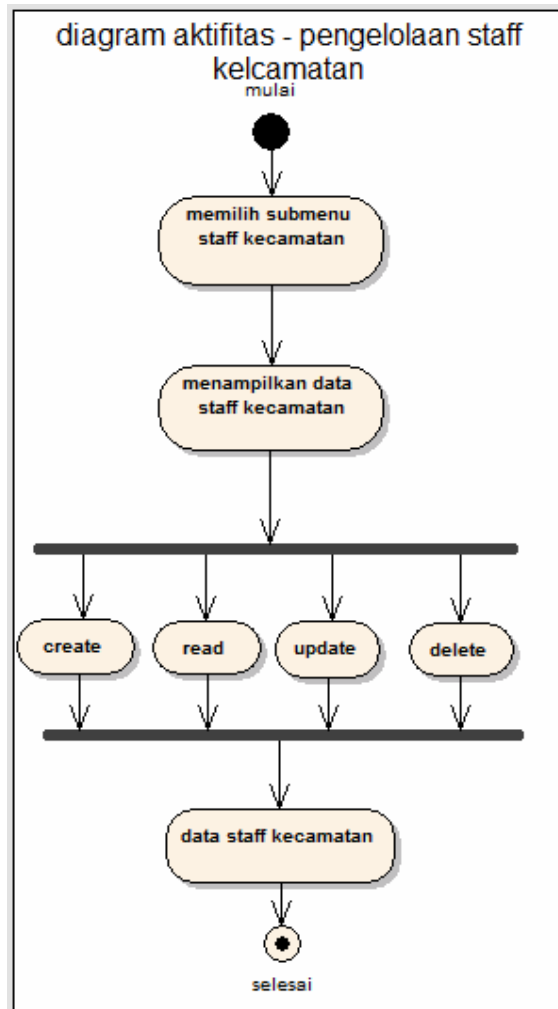 diagram aktifitas - pengelolaan staff
kelcamatan
mulai
memilih submenu
staff kecamatan
menampilkan data
staff kecamatan
create
read
update
delete
data staff kecamatan
selesai